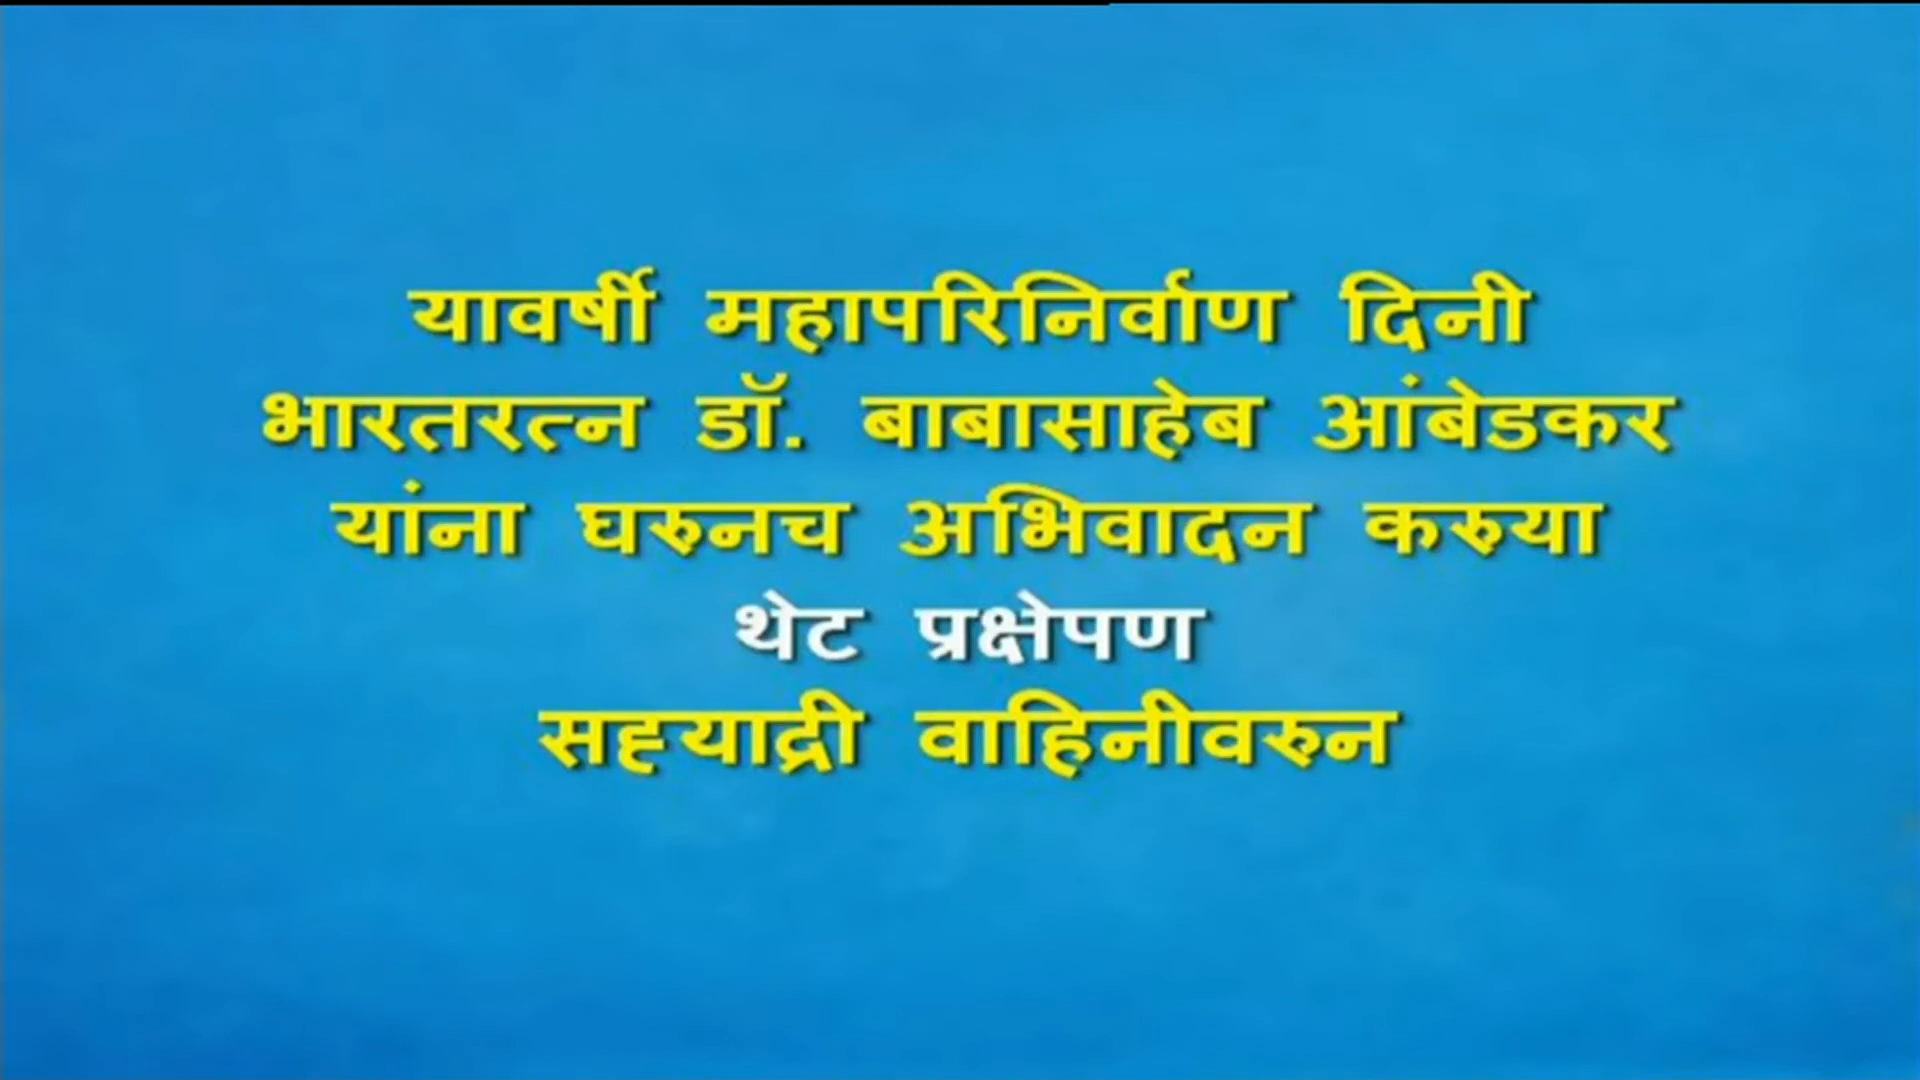 यावर्षी महापरिनिर्वाण दिनी
भारतरत्न डॉ. बाबासाहेब आंबेडकर
यांना घरुनच अभिवादन करुया
थेट प्रक्षेपण
सह्याद्री वाहिनीवरुन